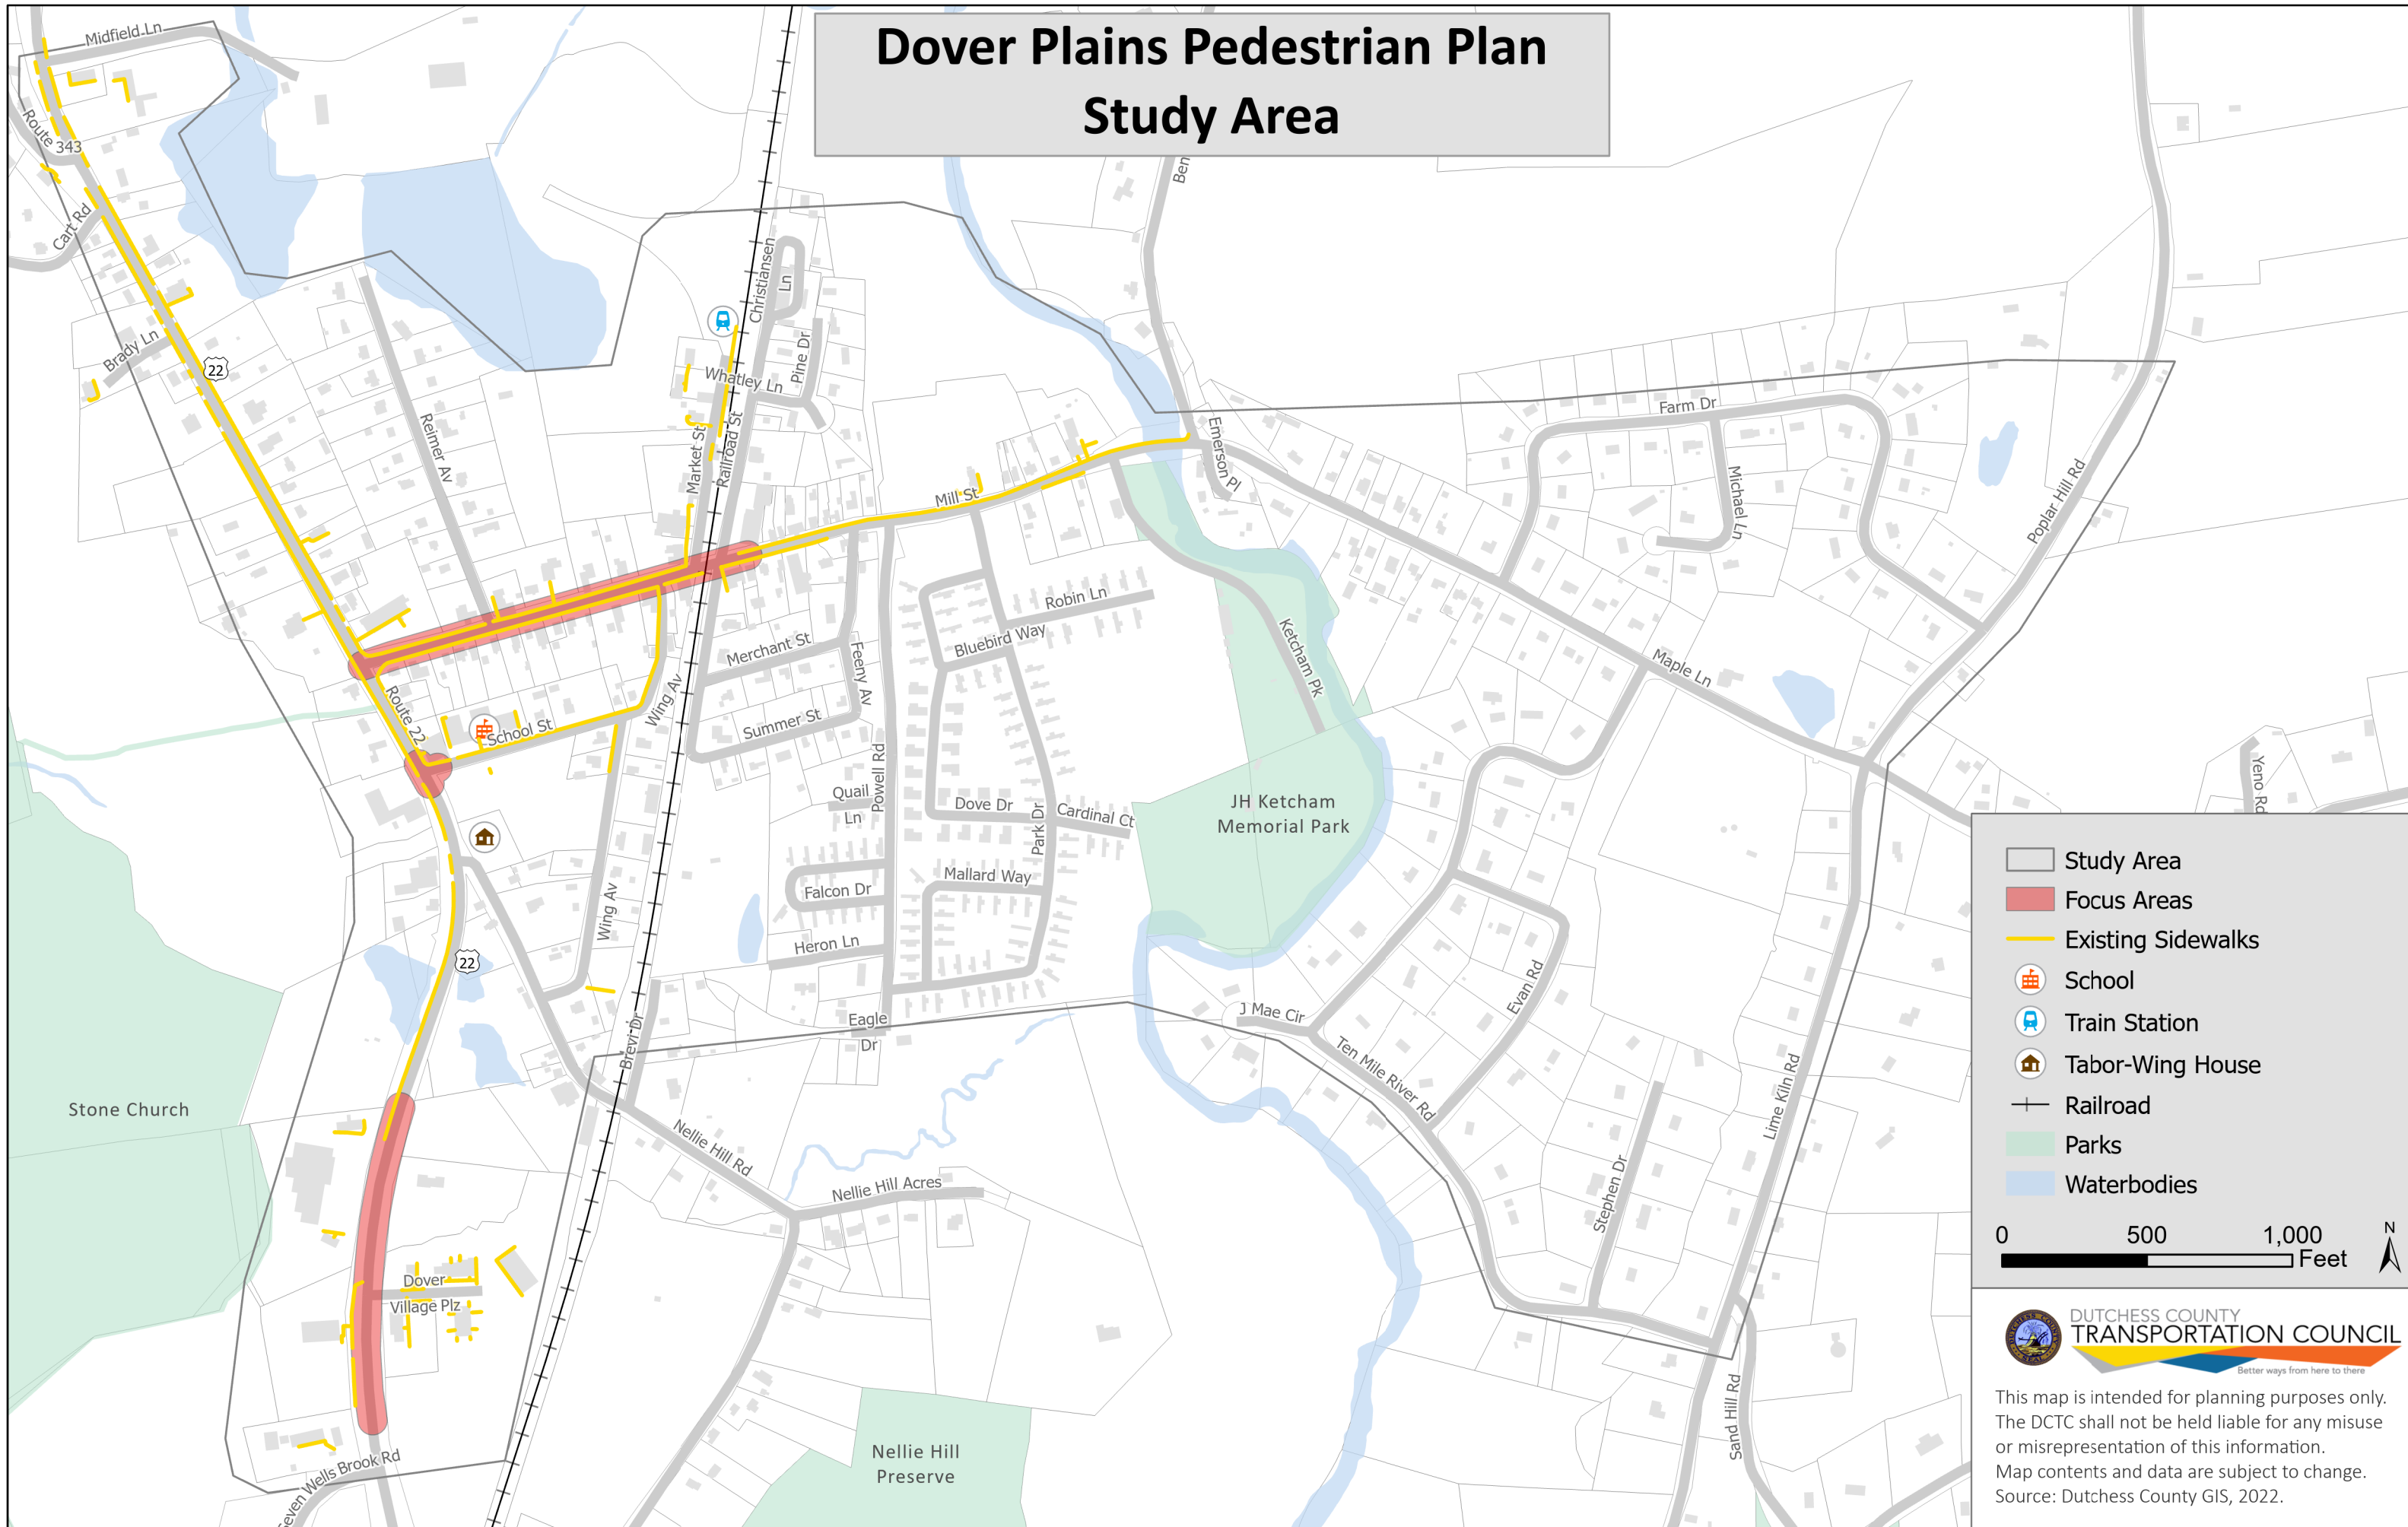 Dover Plains Pedestrian Plan
Study Area
Midfield Ln
Route 343
Cart Rd
Brady Ln
22
Reimer Av
Christiansen
Ln
Pine Dr
Whatley Ln
Market St
Railroad St
Mill St
Ben
Emerson Pl
Farm Dr
Michael Ln
Poplar Hill Rd
Robin Ln
Bluebird Way
Ketcham Pk
Maple Ln
Merchant St
Feeny Av
Summer St
Wing Av
Route 22
School St
Powell Rd
Quail
Ln
Dove Dr
Cardinal Ct
Park Dr
JH Ketcham
Memorial Park
Yeno Rd
Falcon Dr
Mallard Way
Wing Av
Heron Ln
22
Eagle
Dr
Brevi Dr
J Mae Cir
Evan Rd
Ten Mile River Rd
Lime Kiln Rd
Stone Church
Nellie Hill Rd
Nellie Hill Acres
Stephen Dr
Dover
Village Plz
Sand Hill Rd
Nellie Hill
Preserve
Seven Wells Brook Rd
Study Area
Focus Areas
Existing Sidewalks
School
Train Station
Tabor-Wing House
Railroad
Parks
Waterbodies
0 500 1,000
Feet
N
DUTCHESS COUNTY
TRANSPORTATION COUNCIL
Better ways from here to there
This map is intended for planning purposes only.
The DCTC shall not be held liable for any misuse
or misrepresentation of this information.
Map contents and data are subject to change.
Source: Dutchess County GIS, 2022.